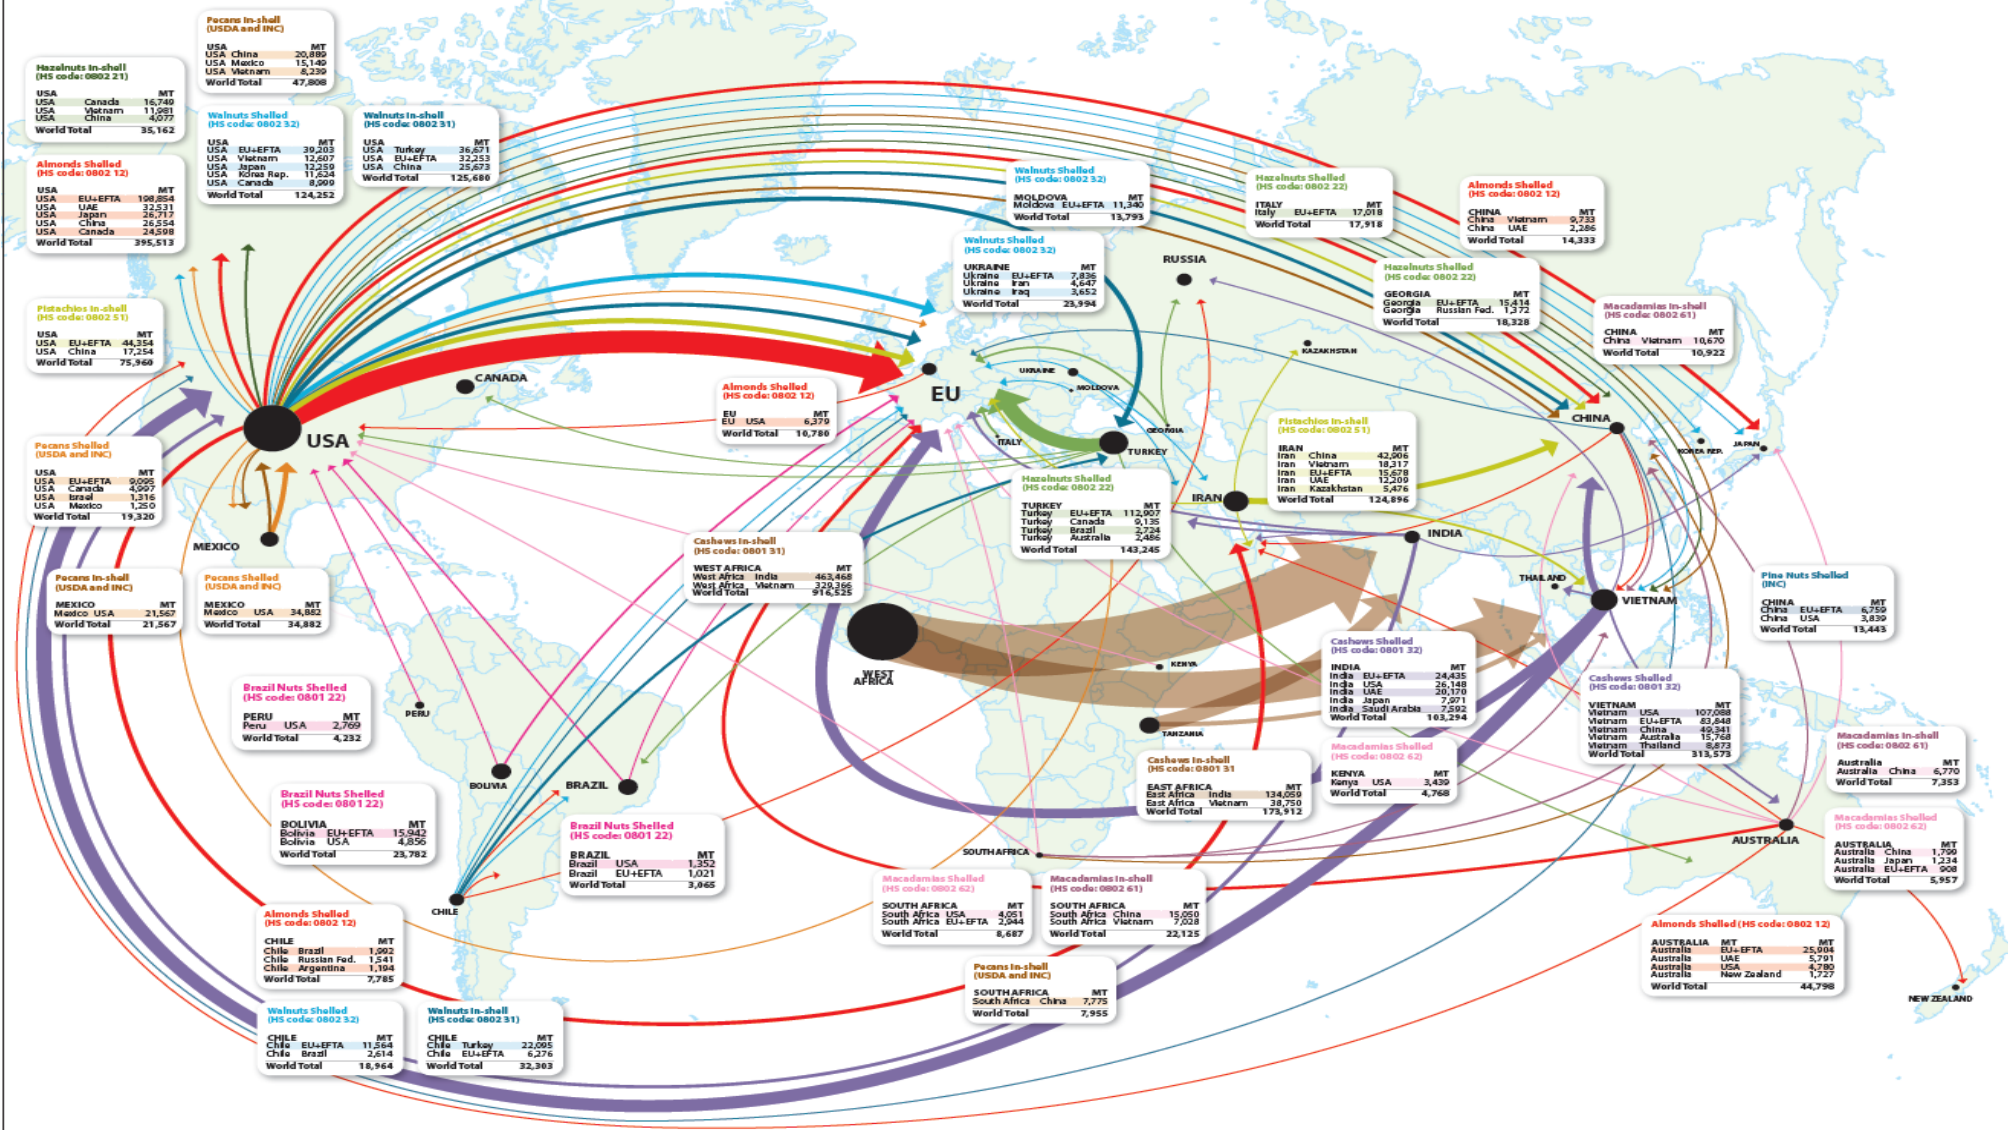 Pecans In-shell
(USDA and INC)
USA MT
USA China 20,889
USA Mexico 15,149
USA Vietnam 8,239
World Total 47,808
Hazelnuts In-shell
(HS code: 0802 21)
USA MT
USA Canada 16,749
USA Vietnam 11,981
USA China 4,077
World Total 35,162
Walnuts Shelled
(HS code: 0802 32)
USA MT
USA EU+EFTA 39,203
USA Vietnam 12,607
USA Japan 12,259
USA Korea Rep. 11,624
USA Canada 8,999
World Total 124,252
Walnuts In-shell
(HS code: 0802 31)
USA MT
USA Turkey 36,671
USA EU+EFTA 32,253
USA China 25,673
World Total 125,680
Almonds Shelled
(HS code: 0802 12)
USA MT
USA EU+EFTA 198,854
USA UAE 32,531
USA Japan 26,717
USA China 26,554
USA Canada 24,598
World Total 395,513
Walnuts Shelled
(HS code: 0802 32)
MOLDOVA MT
Moldova EU+EFTA 11,340
World Total 13,793
Hazelnuts Shelled
(HS code: 0802 22)
ITALY MT
Italy EU+EFTA 17,018
World Total 17,918
Almonds Shelled
(HS code: 0802 12)
CHINA MT
China Vietnam 9,733
China UAE 2,286
World Total 14,333
Walnuts Shelled
(HS code: 0802 32)
UKRAINE MT
Ukraine EU+EFTA 7,836
Ukraine Iran 4,647
Ukraine Iraq 3,652
World Total 23,994
RUSSIA
Hazelnuts Shelled
(HS code: 0802 22)
GEORGIA MT
Georgia EU+EFTA 15,414
Georgia Russian Fed. 1,372
World Total 18,328
Macadamias In-shell
(HS code: 0802 61)
CHINA MT
China Vietnam 10,670
World Total 10,922
Pistachios In-shell
(HS code: 0802 51)
USA MT
USA EU+EFTA 44,354
USA China 17,254
World Total 75,960
KAZAKHSTAN
CANADA
UKRAINE
MOLDOVA
EU
Almonds Shelled
(HS code: 0802 12)
EU MT
EU USA 6,379
World Total 10,780
USA
ITALY
GEORGIA
TURKEY
CHINA
KOREA REP.
JAPAN
Pistachios In-shell
(HS code: 0802 51)
IRAN MT
Iran China 42,906
Iran Vietnam 18,317
Iran EU+EFTA 15,678
Iran UAE 12,209
Iran Kazakhstan 5,476
World Total 124,896
Pecans Shelled
(USDA and INC)
USA MT
USA EU+EFTA 9,095
USA Canada 4,997
USA Israel 1,316
USA Mexico 1,250
World Total 19,320
Hazelnuts Shelled
(HS code: 0802 22)
TURKEY MT
Turkey EU+EFTA 112,907
Turkey Canada 9,135
Turkey Brazil 2,724
Turkey Australia 2,486
World Total 143,245
IRAN
INDIA
MEXICO
Cashews In-shell
(HS code: 0801 31)
WEST AFRICA MT
West Africa India 463,468
West Africa Vietnam 329,366
World Total 916,525
THAILAND
VIETNAM
Pecans In-shell
(USDA and INC)
MEXICO MT
Mexico USA 21,567
World Total 21,567
Pecans Shelled
(USDA and INC)
MEXICO MT
Mexico USA 34,882
World Total 34,882
Pine Nuts Shelled
(INC)
CHINA MT
China EU+EFTA 6,759
China USA 3,839
World Total 13,443
WEST
AFRICA
KENYA
Cashews Shelled
(HS code: 0801 32)
INDIA MT
India EU+EFTA 24,435
India USA 26,148
India UAE 20,170
India Japan 7,971
India Saudi Arabia 7,592
World Total 103,294
Cashews Shelled
(HS code: 0801 32)
VIETNAM MT
Vietnam USA 107,088
Vietnam EU+EFTA 83,848
Vietnam China 49,341
Vietnam Australia 15,768
Vietnam Thailand 8,873
World Total 313,573
Brazil Nuts Shelled
(HS code: 0801 22)
PERU MT
Peru USA 2,769
World Total 4,232
PERU
TANZANIA
Macadamias In-shell
(HS code: 0802 61)
Australia MT
Australia China 6,770
World Total 7,353
Macadamias Shelled
(HS code: 0802 62)
KENYA MT
Kenya USA 3,439
World Total 4,768
Cashews In-shell
(HS code: 0801 31
EAST AFRICA MT
East Africa India 134,059
East Africa Vietnam 38,750
World Total 173,912
BOLIVIA
BRAZIL
Brazil Nuts Shelled
(HS code: 0801 22)
BOLIVIA MT
Bolivia EU+EFTA 15,942
Bolivia USA 4,856
World Total 23,782
Brazil Nuts Shelled
(HS code: 0801 22)
BRAZIL MT
Brazil USA 1,352
Brazil EU+EFTA 1,021
World Total 3,065
SOUTH AFRICA
AUSTRALIA
Macadamias Shelled
(HS code: 0802 62)
AUSTRALIA MT
Australia China 1,799
Australia Japan 1,234
Australia EU+EFTA 908
World Total 5,957
Macadamias Shelled
(HS code: 0802 62)
SOUTH AFRICA MT
South Africa USA 4,051
South Africa EU+EFTA 2,944
World Total 8,687
Macadamias In-shell
(HS code: 0802 61)
SOUTH AFRICA MT
South Africa China 15,050
South Africa Vietnam 7,028
World Total 22,125
CHILE
Almonds Shelled
(HS code: 0802 12)
CHILE MT
Chile Brazil 1,992
Chile Russian Fed. 1,541
Chile Argentina 1,194
World Total 7,785
Almonds Shelled (HS code: 0802 12)
AUSTRALIA MT MT
Australia EU+EFTA 25,904
Australia UAE 5,791
Australia USA 4,780
Australia New Zealand 1,727
World Total 44,798
Pecans In-shell
(USDA and INC)
SOUTH AFRICA MT
South Africa China 7,775
World Total 7,955
NEW ZEALAND
Walnuts Shelled
(HS code: 0802 32)
CHILE MT
Chile EU+EFTA 11,564
Chile Brazil 2,614
World Total 18,964
Walnuts In-shell
(HS code: 0802 31)
CHILE MT
Chile Turkey 22,095
Chile EU+EFTA 6,276
World Total 32,303